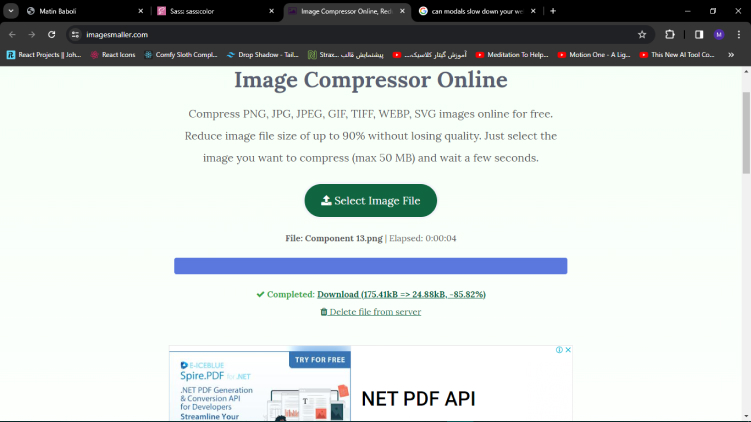 Matin Baboli
Sass: sass:color
Image Compressor Online, Red
can modals slow down your we
imagesmaller.com
M
React Projects || Joh...
React Icons
Comfy Sloth Compl...
Drop Shadow - Tail...
Strax... پیشنمایش قالب
آموزش گیتار کلاسیک...
Meditation To Help...
Motion One - A Lig...
This New AI Tool Co...
Image Compressor Online
Compress PNG, JPG, JPEG, GIF, TIFF, WEBP, SVG images online for free.
Reduce image file size of up to 90% without losing quality. Just select the
image you want to compress (max 50 MB) and wait a few seconds.
Select Image File
File: Component 13.png | Elapsed: 0:00:04
Completed: Download (175.41kB => 24.88kB, -85.82%)
Delete file from server
E-ICEBLUE
Spire.PDF for .NET
TRY FOR FREE
.NET PDF Generation
& Conversion API
for Developers
Streamline Your
NET PDF API